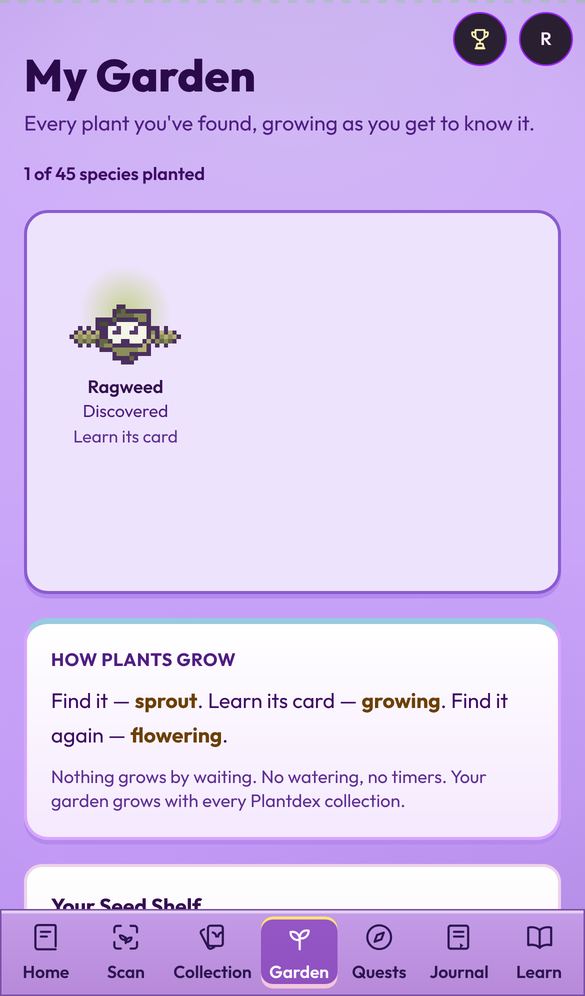 R
My Garden
Every plant you've found, growing as you get to know it.
1 of 45 species planted
Ragweed
Discovered
Learn its card
HOW PLANTS GROW
Find it — sprout. Learn its card — growing. Find it
again — flowering.
Nothing grows by waiting. No watering, no timers. Your
garden grows with every Plantdex collection.
Your Seed Shelf
Home Scan Collection Garden Quests Journal Learn